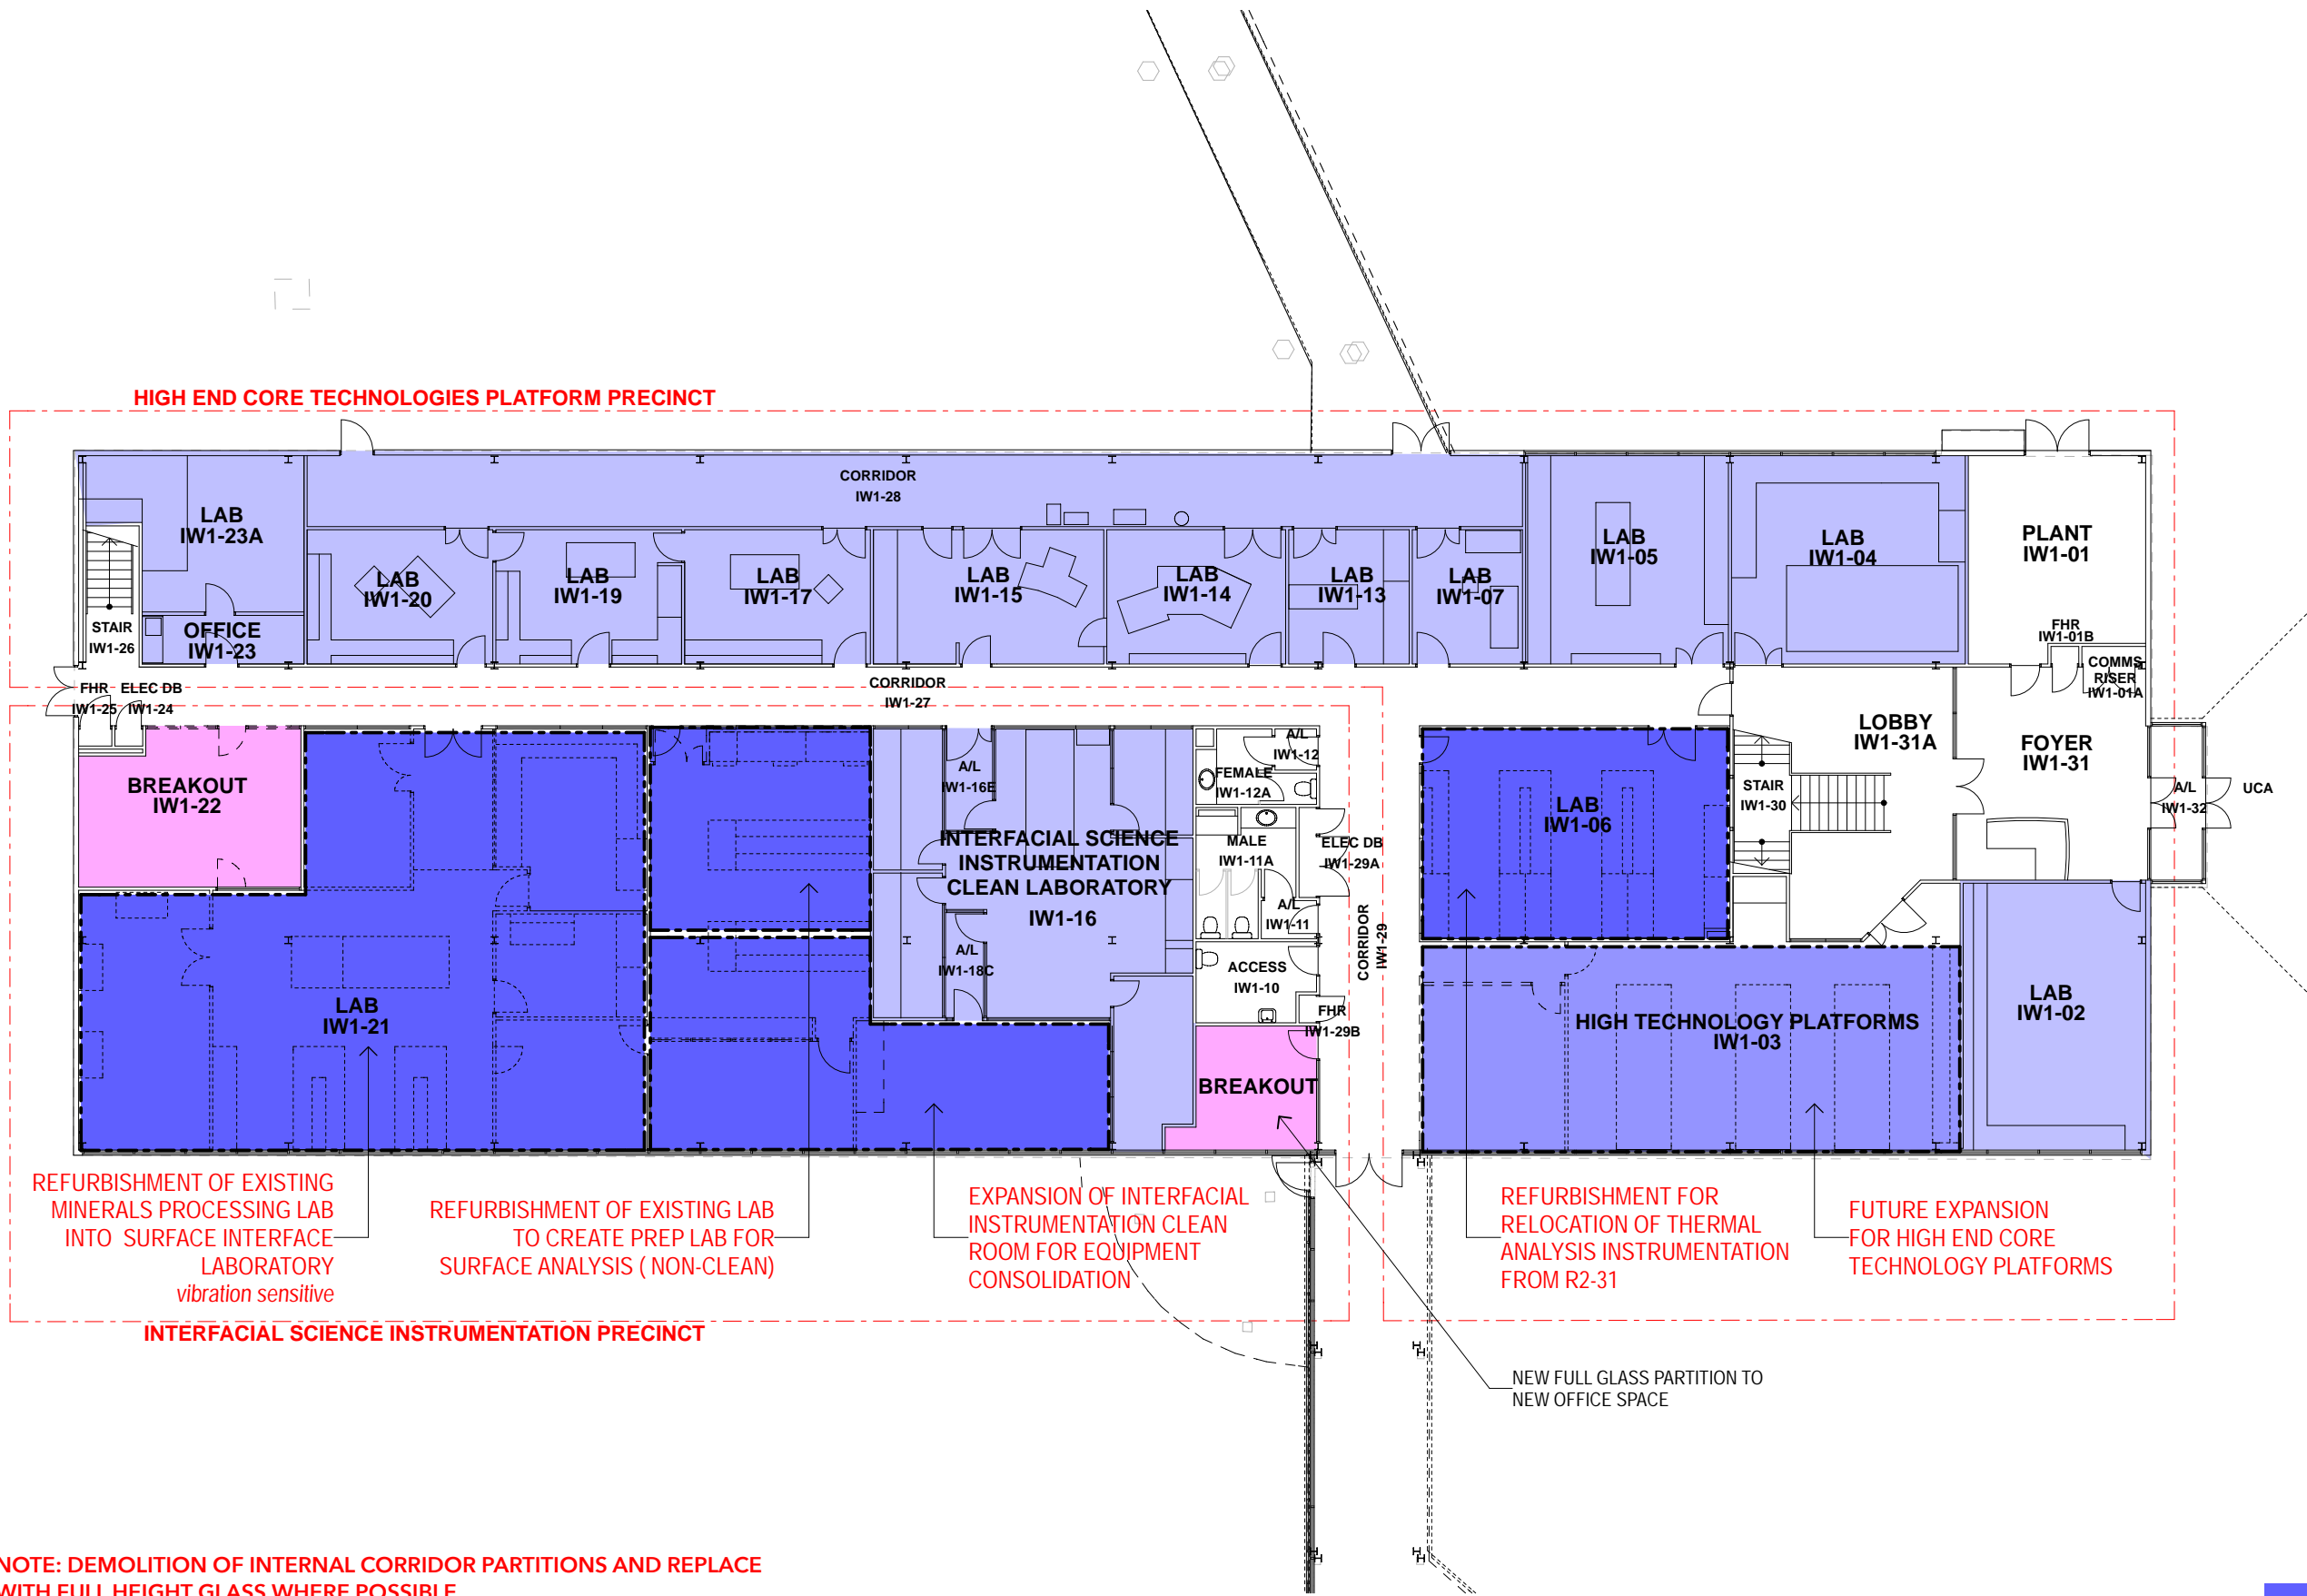 HIGH END CORE TECHNOLOGIES PLATFORM PRECINCT
CORRIDOR
IW1-28
LAB
IW1-23A
OFFICE
IW1-23
STAIR
IW1-26
LAB
IW1-20
LAB
IW1-19
LAB
IW1-17
LAB
IW1-15
LAB
IW1-14
LAB
IW1-13
LAB
IW1-07
LAB
IW1-05
LAB
IW1-04
PLANT
IW1-01
FHR
IW1-01B
COMMS
RISER
IW1-01A
FHR
IW1-25
ELEC DB
IW1-24
CORRIDOR
IW1-27
BREAKOUT
IW1-22
LAB
IW1-21
A/L
IW1-16E
INTERFACIAL SCIENCE
INSTRUMENTATION
CLEAN LABORATORY
IW1-16
A/L
IW1-18C
A/L
IW1-12
FEMALE
IW1-12A
MALE
IW1-11A
ELEC DB
IW1-29A
A/L
IW1-11
ACCESS
IW1-10
FHR
IW1-29B
BREAKOUT
CORRIDOR
IW1-29
LAB
IW1-06
STAIR
IW1-30
LOBBY
IW1-31A
FOYER
IW1-31
A/L
IW1-32
UCA
HIGH TECHNOLOGY PLATFORMS
IW1-03
LAB
IW1-02
REFURBISHMENT OF EXISTING
MINERALS PROCESSING LAB
INTO SURFACE INTERFACE
LABORATORY
vibration sensitive
REFURBISHMENT OF EXISTING LAB
TO CREATE PREP LAB FOR
SURFACE ANALYSIS ( NON-CLEAN)
EXPANSION OF INTERFACIAL
INSTRUMENTATION CLEAN
ROOM FOR EQUIPMENT
CONSOLIDATION
REFURBISHMENT FOR
RELOCATION OF THERMAL
ANALYSIS INSTRUMENTATION
FROM R2-31
FUTURE EXPANSION
FOR HIGH END CORE
TECHNOLOGY PLATFORMS
INTERFACIAL SCIENCE INSTRUMENTATION PRECINCT
NEW FULL GLASS PARTITION TO
NEW OFFICE SPACE
NOTE: DEMOLITION OF INTERNAL CORRIDOR PARTITIONS AND REPLACE
WITH FULL HEIGHT GLASS WHERE POSSIBLE